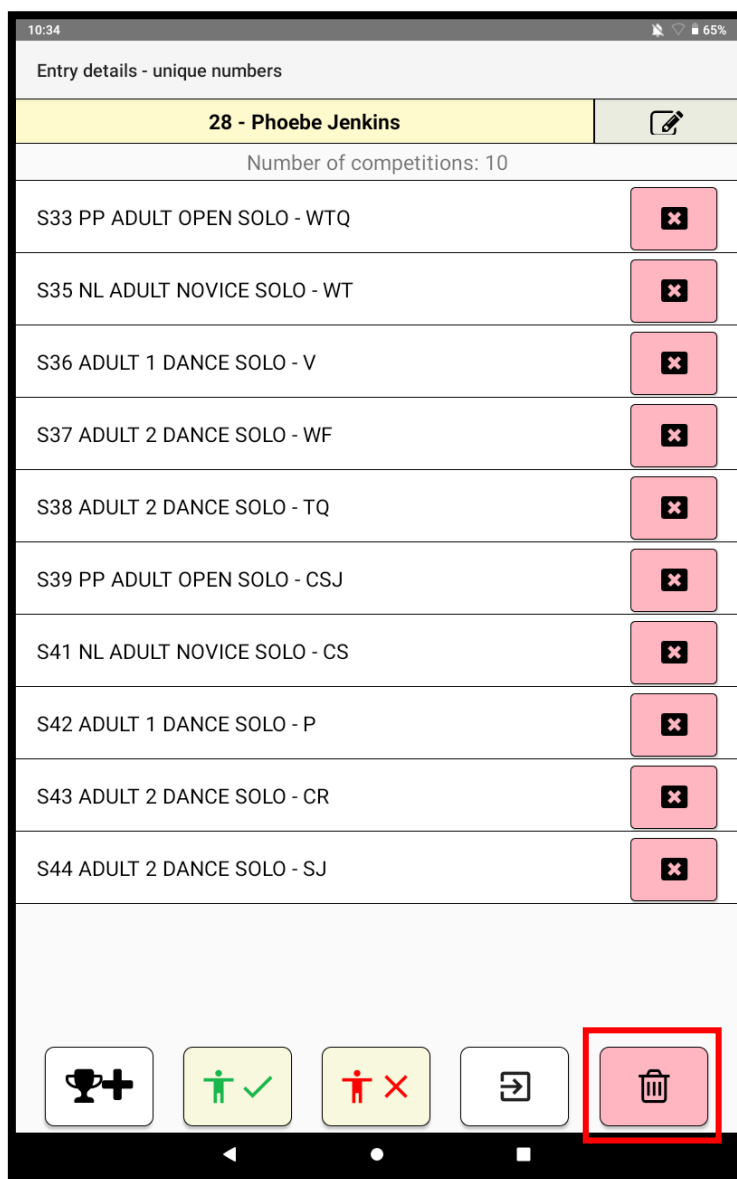 10:34
65%
Entry details - unique numbers
28 - Phoebe Jenkins
Number of competitions: 10
S33 PP ADULT OPEN SOLO - WTQ
S35 NL ADULT NOVICE SOLO - WT
S36 ADULT 1 DANCE SOLO - V
S37 ADULT 2 DANCE SOLO - WF
S38 ADULT 2 DANCE SOLO - TQ
S39 PP ADULT OPEN SOLO - CSJ
S41 NL ADULT NOVICE SOLO - CS
S42 ADULT 1 DANCE SOLO - P
S43 ADULT 2 DANCE SOLO - CR
S44 ADULT 2 DANCE SOLO - SJ